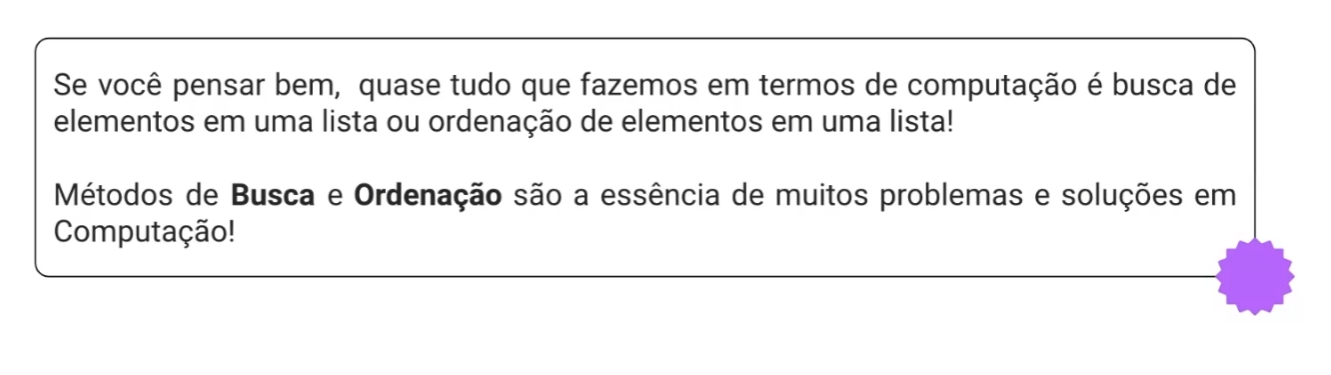 Se você pensar bem,  quase tudo que fazemos em termos de computação é busca de
elementos em uma lista ou ordenação de elementos em uma lista!
Métodos de Busca e Ordenação são a essência de muitos problemas e soluções em
Computação!